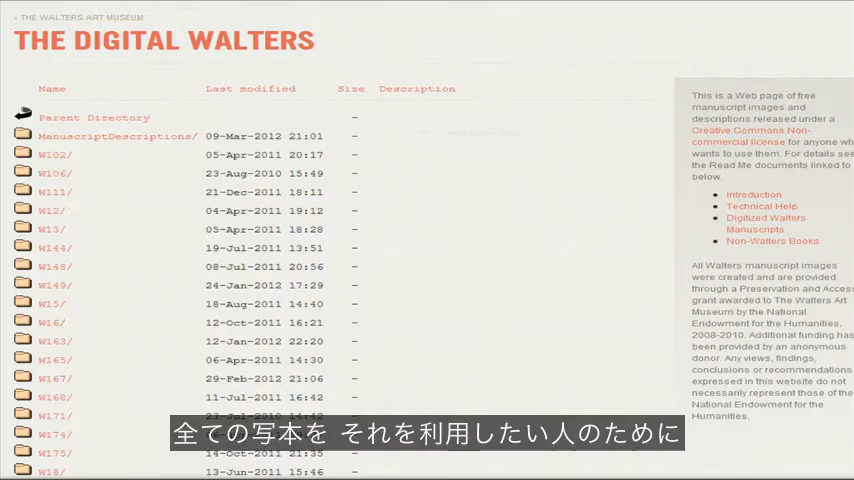 ‹ THE WALTERS ART MUSEUM
THE DIGITAL WALTERS
Name Last modified Size Description
Parent Directory -
ManuscriptDescriptions/ 09-Mar-2012 21:01 -
W102/ 05-Apr-2011 20:17 -
W106/ 23-Aug-2010 15:49 -
W111/ 21-Dec-2011 18:11 -
W12/ 04-Apr-2011 19:12 -
W13/ 05-Apr-2011 18:28 -
W144/ 19-Jul-2011 13:51 -
W148/ 08-Jul-2011 20:56 -
W149/ 24-Jan-2012 17:29 -
W15/ 18-Aug-2011 14:40 -
W16/ 12-Oct-2011 16:21 -
W163/ 12-Jan-2012 22:20 -
W165/ 06-Apr-2011 14:30 -
W167/ 29-Feb-2012 21:06 -
W168/ 11-Jul-2011 16:42 -
W171/
W174/
W175/ 14-Oct-2011 21:35 -
W18/ 13-Jun-2011 15:46 -
This is a Web page of free
manuscript images and
descriptions released under a
Creative Commons Non-
commercial license for anyone wh
wants to use them. For details see
the Read Me documents linked to
below.
Introduction
Technical Help
Digitized Walters
Manuscripts
Non-Walters Books
All Walters manuscript images
were created and are provided
through a Preservation and Access
grant awarded to The Walters Art
Museum by the National
Endowment for the Humanities,
2008-2010. Additional funding has
been provided by an anonymous
donor. Any views, findings,
conclusions or recommendations
expressed in this website do not
necessarily represent those of the
National Endowment for the
Humanities.
全ての写本を それを利用したい人のために